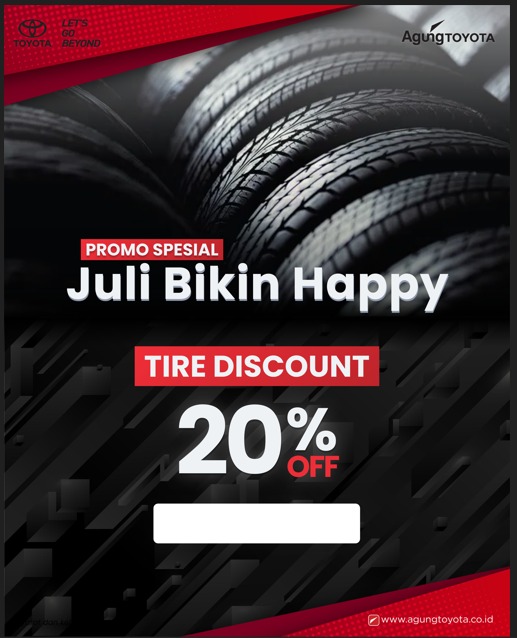 TOYOTA
LET'S
GO
BEYOND
AgungTOYOTA
PROMO SPESIAL
Juli Bikin Happy
TIRE DISCOUNT
20%
OFF
www.agungtoyota.co.id